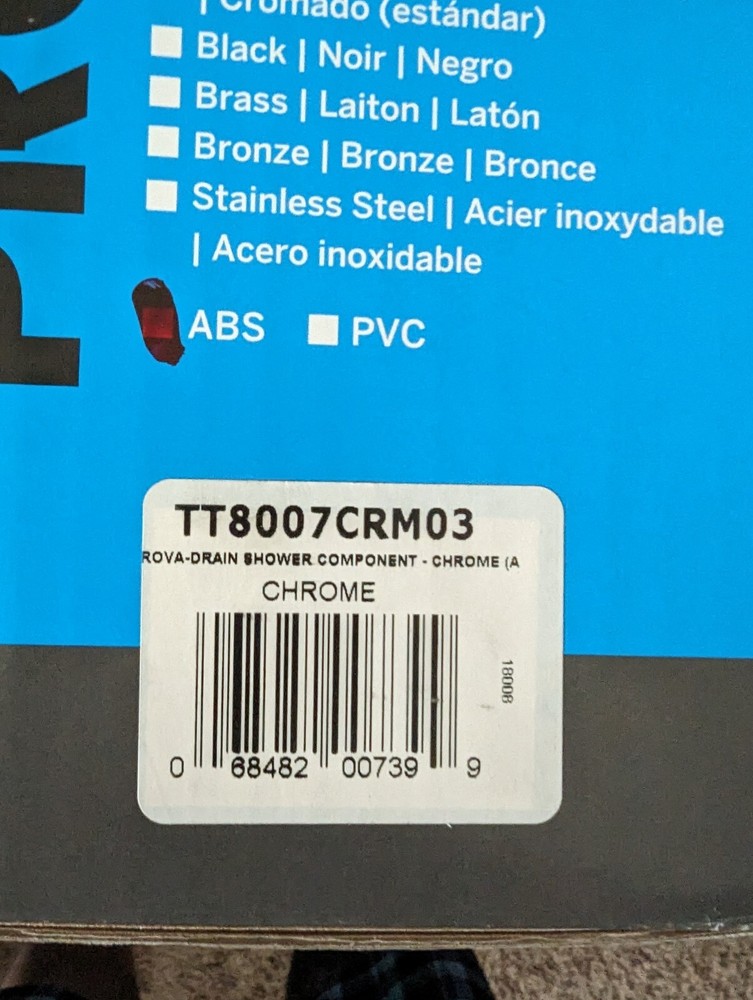 | Cromado (estándar)
Black | Noir | Negro
Brass | Laiton | Latón
Bronze | Bronze | Bronce
Stainless Steel | Acier inoxydable
| Acero inoxidable
ABS PVC
TT8007CRM03
ROVA-DRAIN SHOWER COMPONENT - CHROME (A
CHROME
18008
0 68482 00739 9